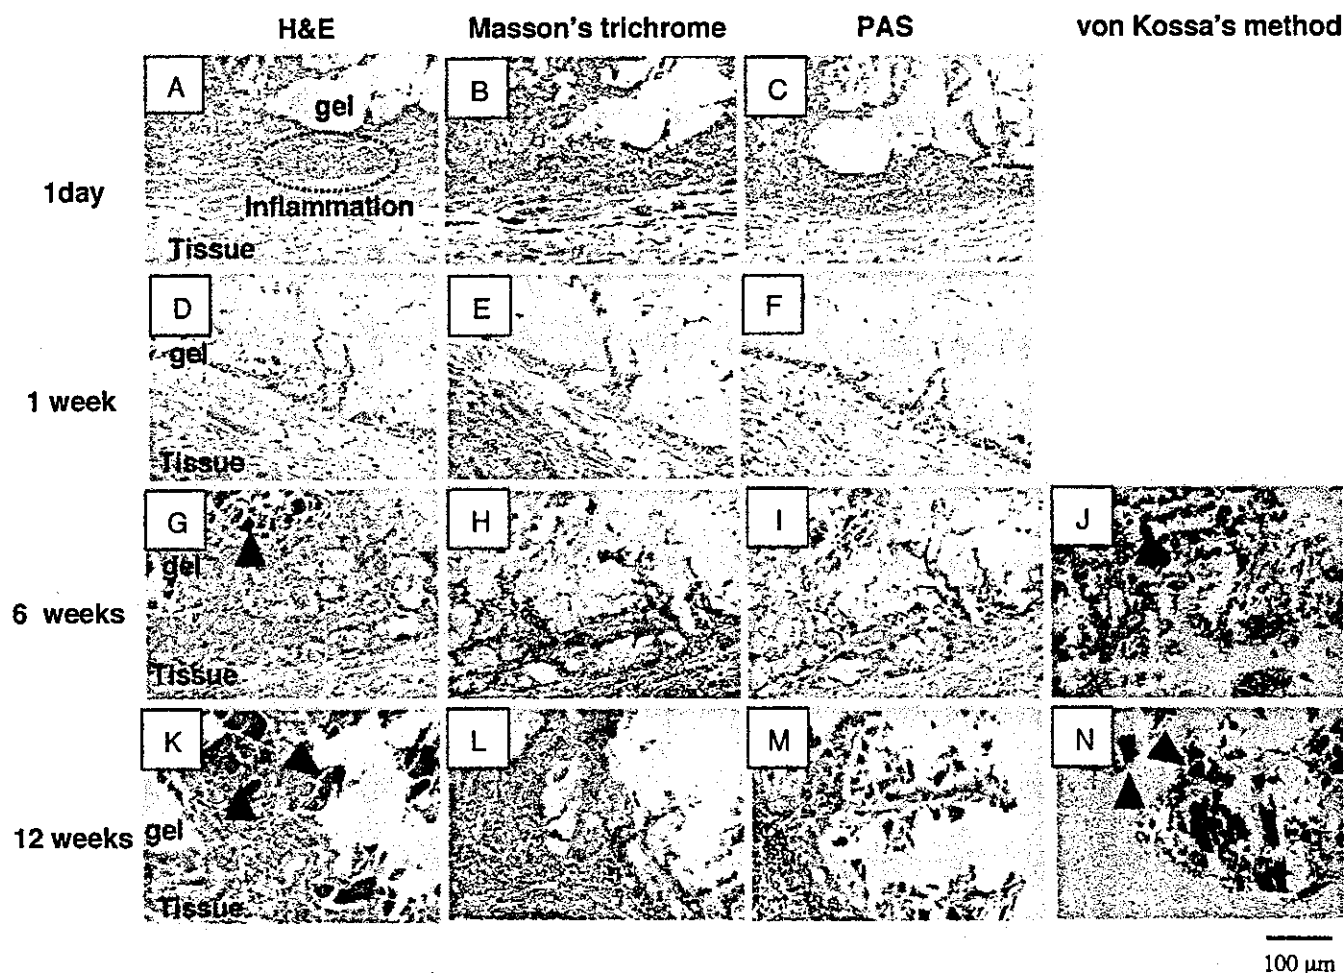 H&E Masson's trichrome PAS von Kossa's method
A B C
gel
1day
Inflammation
Tissue
D E F
gel
1 week
Tissue
G H I J
gel
6 weeks
Tissue
K L M N
12 weeks gel
Tissue
100 μm